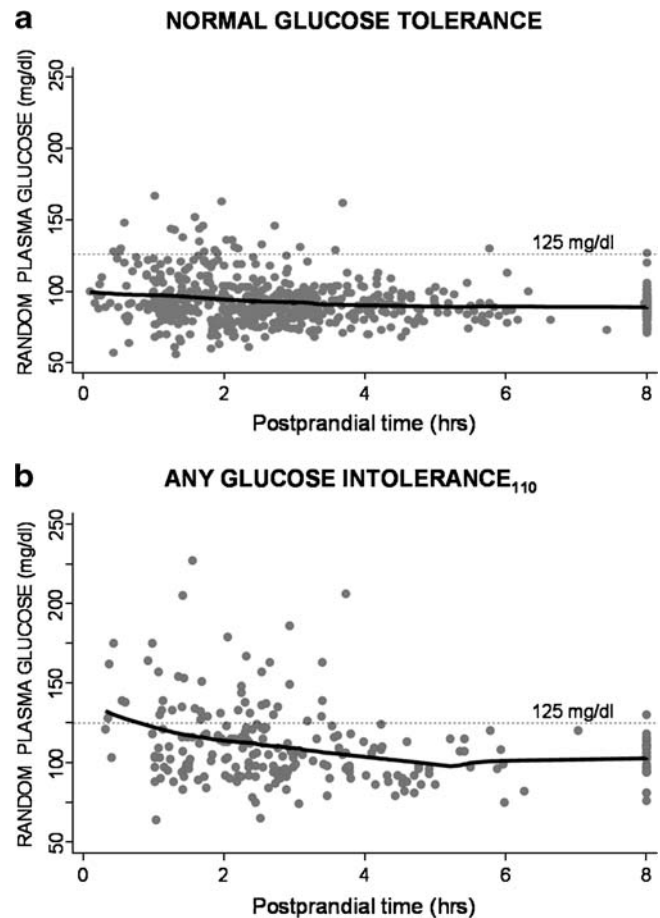 a
NORMAL GLUCOSE TOLERANCE
RANDOM PLASMA GLUCOSE (mg/dl)
250
200
150
100
50
125 mg/dl
0 2 4 6 8
Postprandial time (hrs)
b
ANY GLUCOSE INTOLERANCE₁₁₀
RANDOM PLASMA GLUCOSE (mg/dl)
250
200
150
100
50
125 mg/dl
0 2 4 6 8
Postprandial time (hrs)